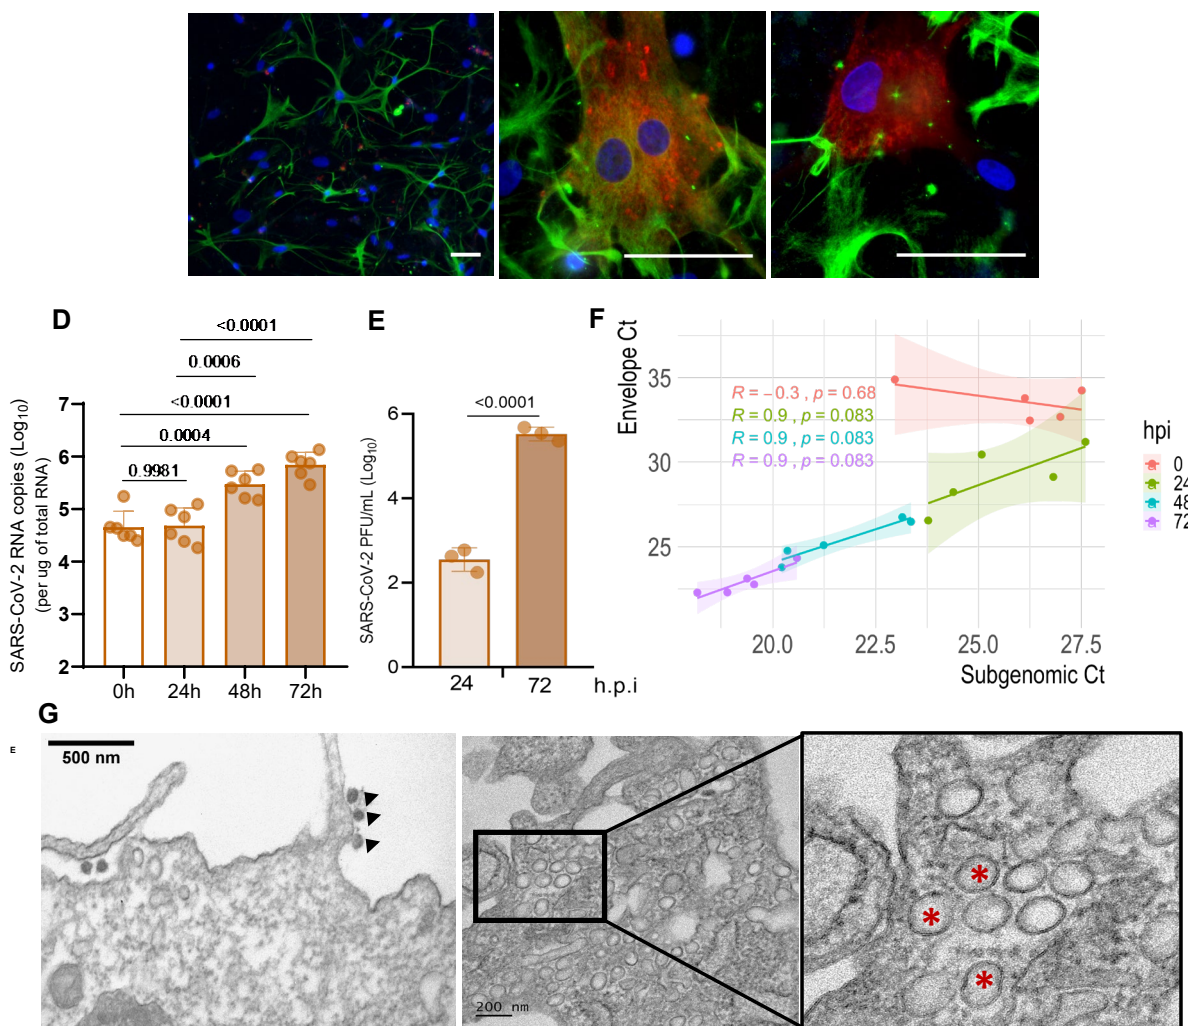 D
E
F
<0.0001
0.0006
<0.0001
0.0004
0.9981
SARS-CoV-2 RNA copies (Log10)
(per ug of total RNA)
7
6
5
4
3
2
0h
24h
48h
72h
<0.0001
SARS-CoV-2 PFU/mL (Log10)
6
4
2
0
24
72
h.p.i
Envelope Ct
35
30
25
R = −0.3 , p = 0.68
R = 0.9 , p = 0.083
R = 0.9 , p = 0.083
R = 0.9 , p = 0.083
20.0
22.5
25.0
27.5
Subgenomic Ct
hpi
0
24
48
72
G
E
500 nm
200 nm
*
*
*